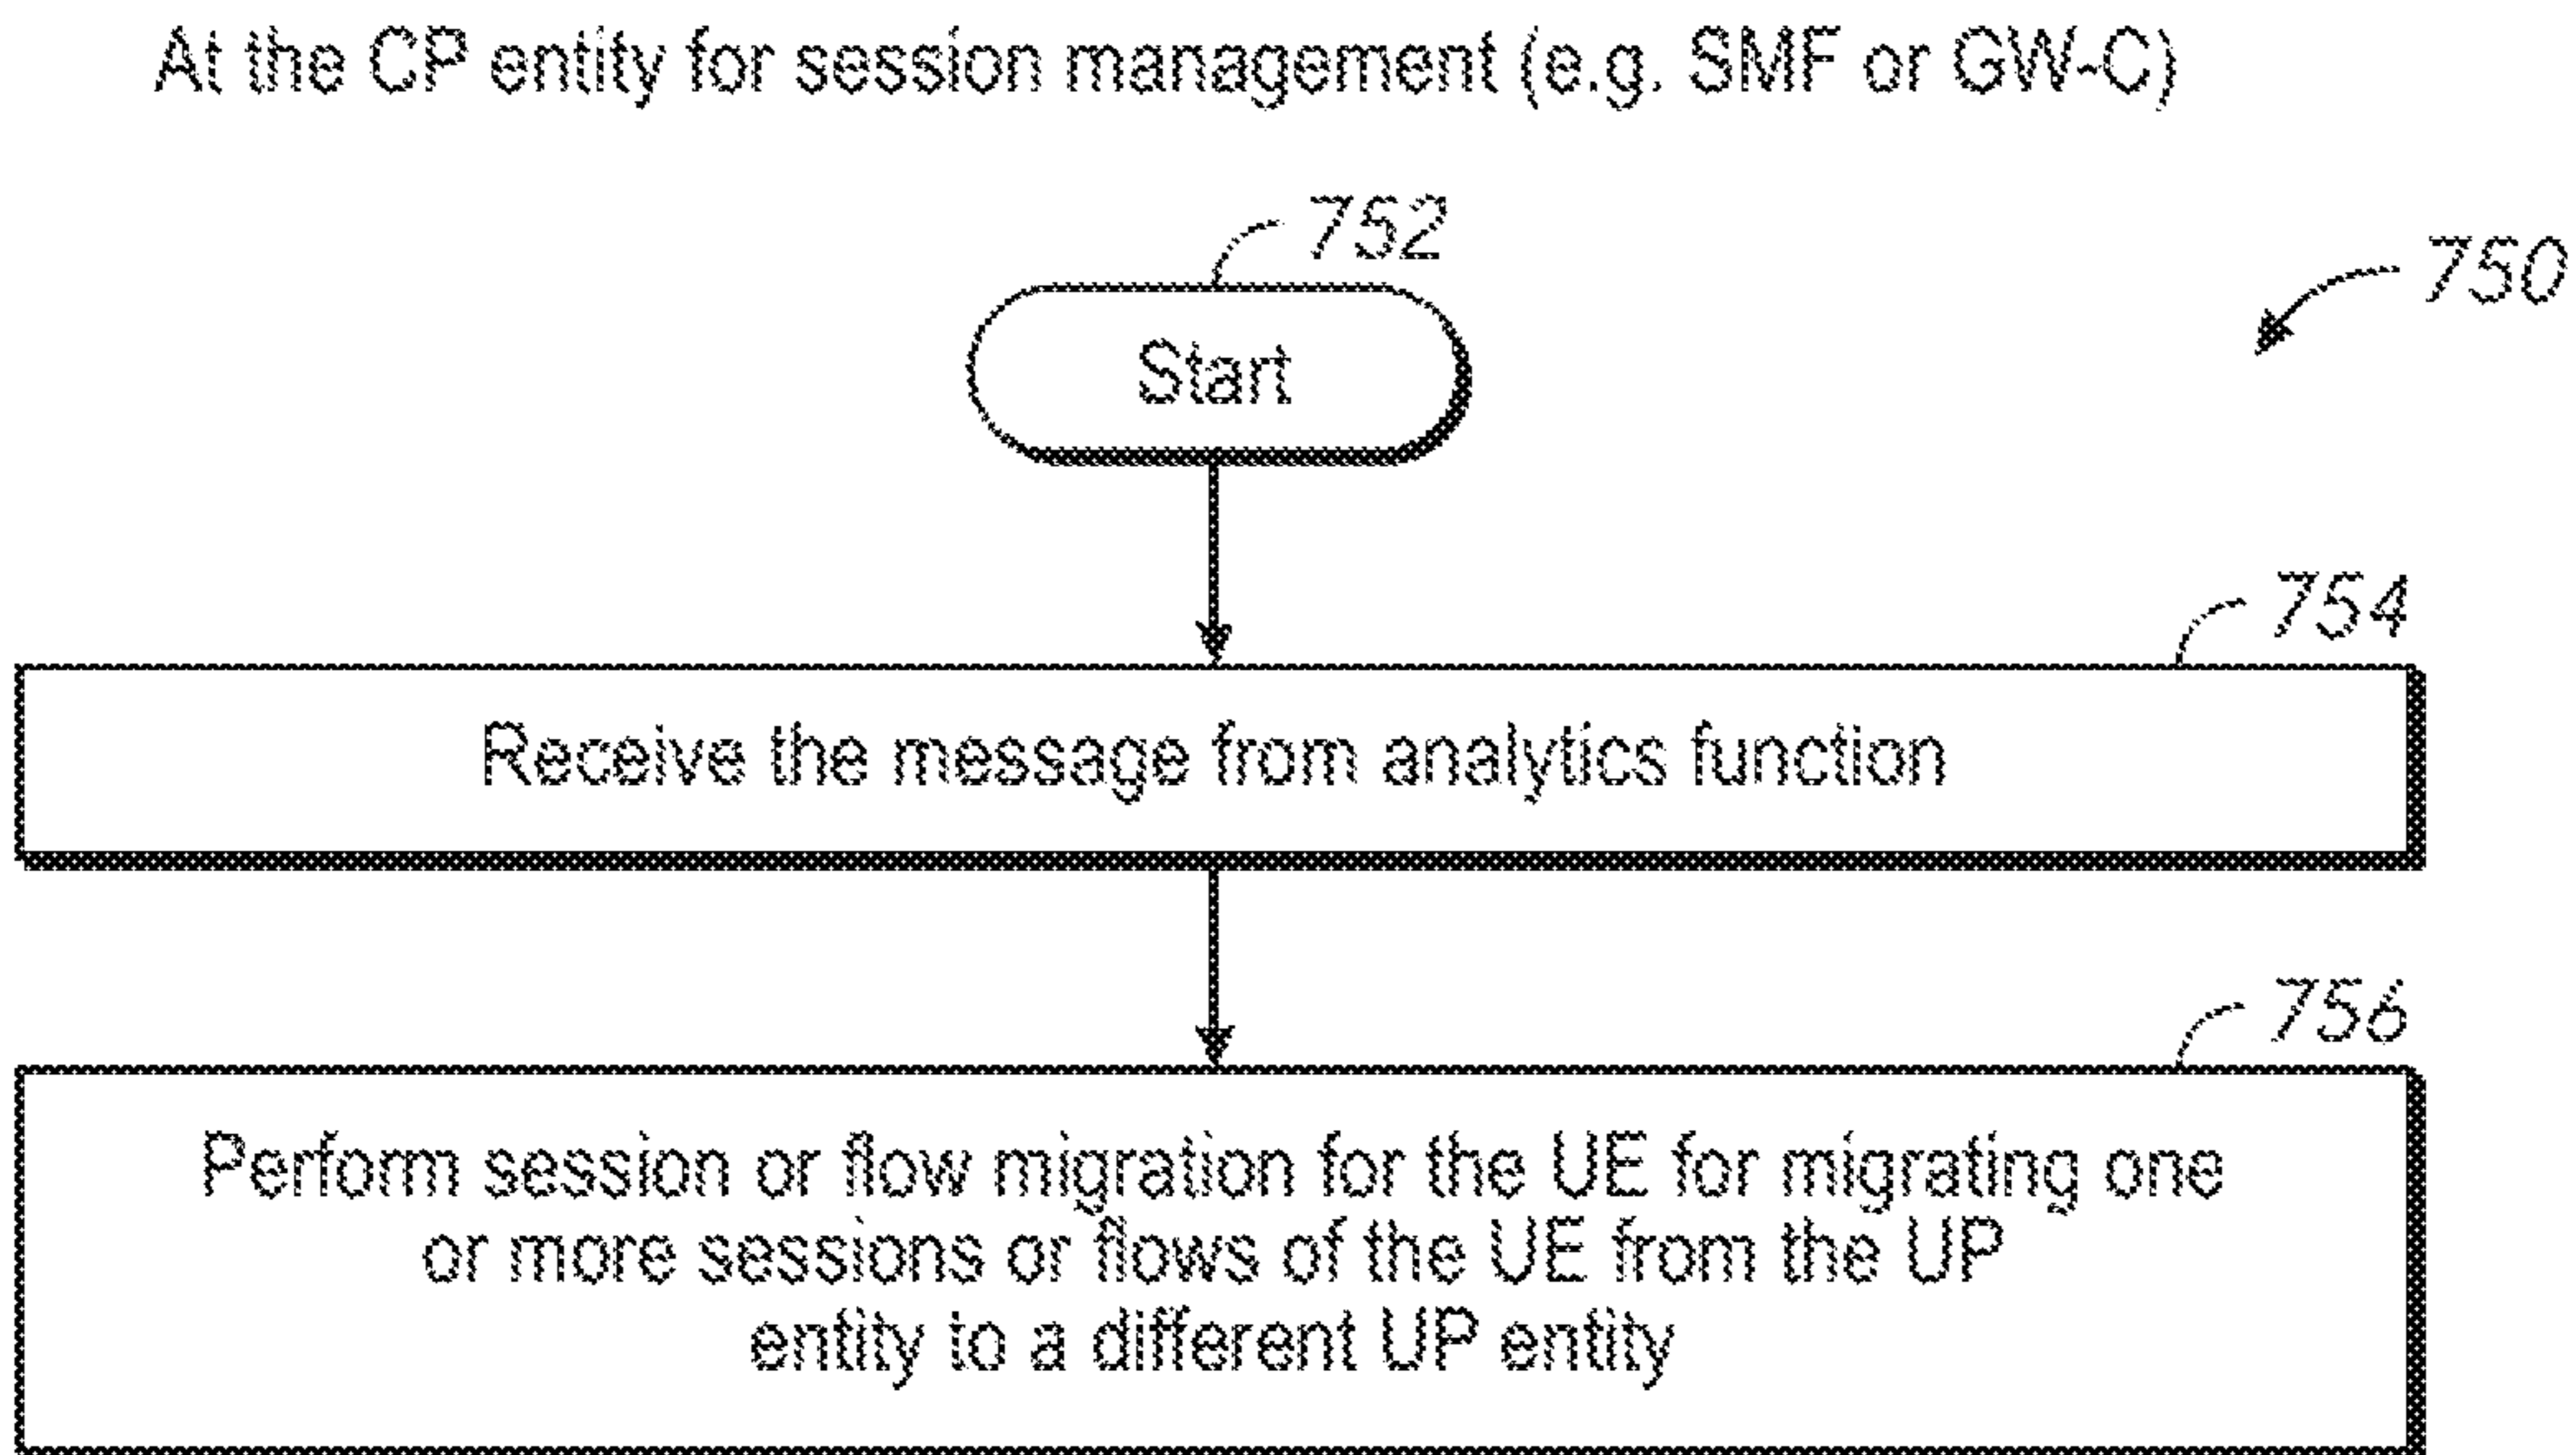 At the CP entity for session management (e.g. SMF or GW-C)
752
750
Start
754
Receive the message from analytics function
756
Perform session or flow migration for the UE for migrating one
or more sessions or flows of the UE from the UP
entity to a different UP entity